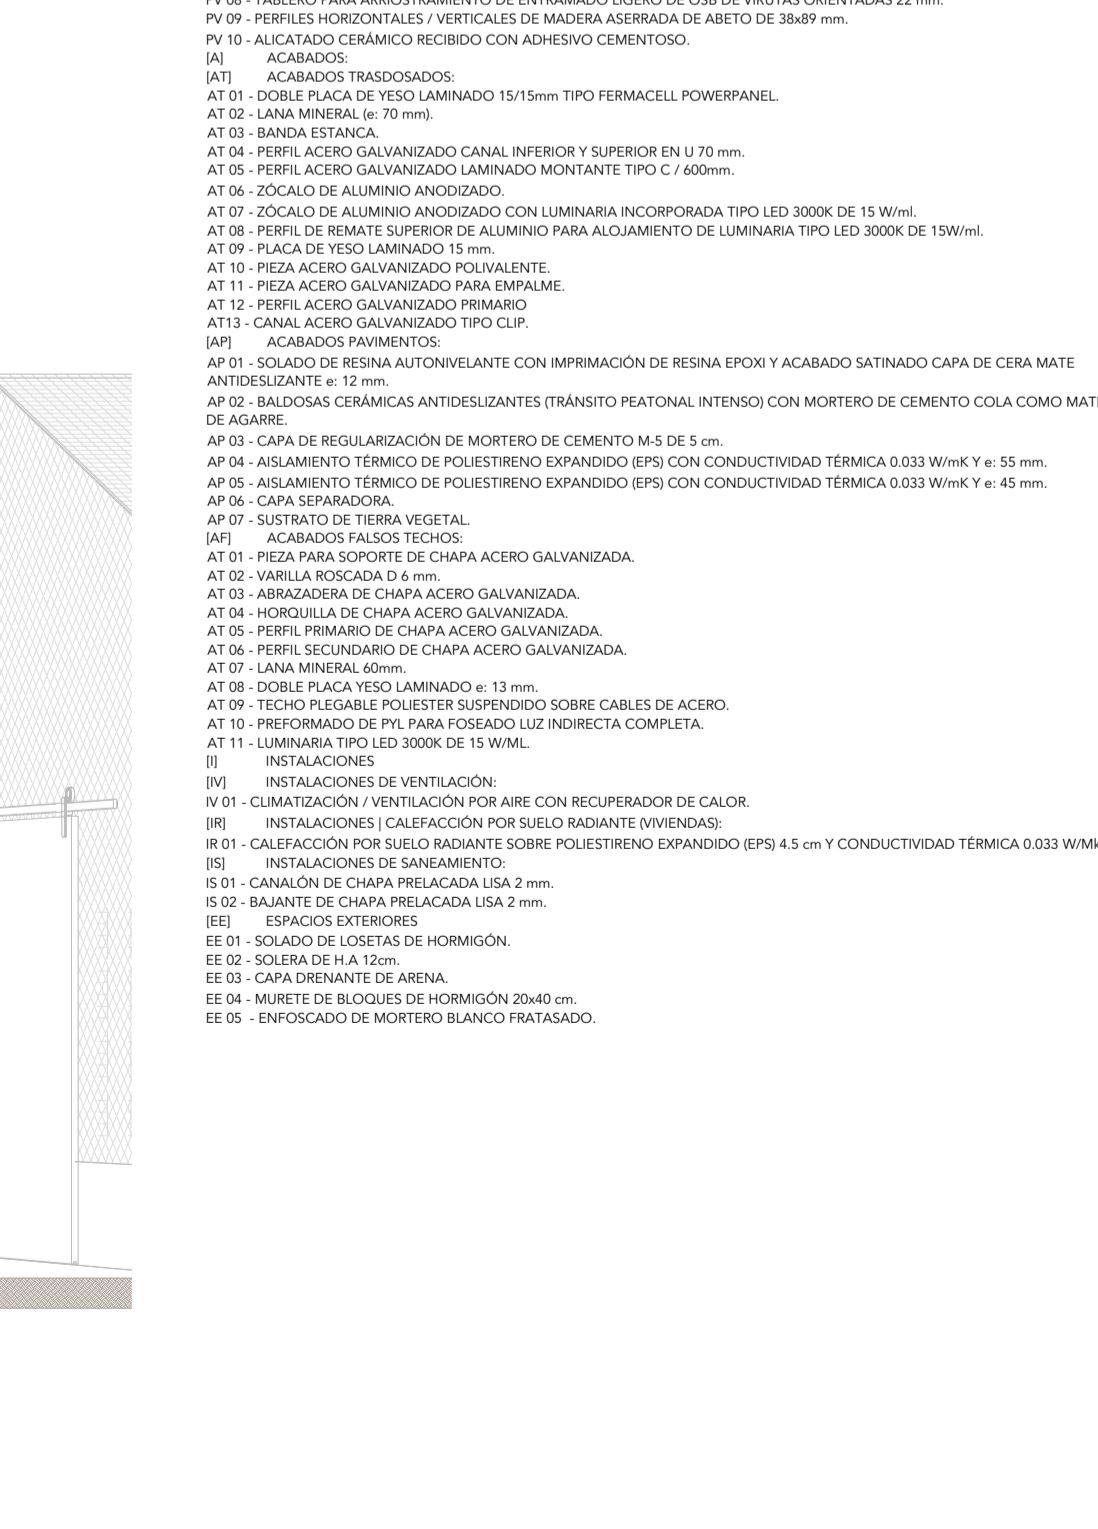 PV 08 - TABLERO PARA ARRIOSTRAMIENTO DE ENTRAMADO LIGERO DE OSB DE VIRUTAS ORIENTADAS 22 mm.
PV 09 - PERFILES HORIZONTALES / VERTICALES DE MADERA ASERRADA DE ABETO DE 38x89 mm.
PV 10 - ALICATADO CERÁMICO RECIBIDO CON ADHESIVO CEMENTOSO.
[A] ACABADOS:
[AT] ACABADOS TRASDOSADOS:
AT 01 - DOBLE PLACA DE YESO LAMINADO 15/15mm TIPO FERMACELL POWERPANEL.
AT 02 - LANA MINERAL (e: 70 mm).
AT 03 - BANDA ESTANCA.
AT 04 - PERFIL ACERO GALVANIZADO CANAL INFERIOR Y SUPERIOR EN U 70 mm.
AT 05 - PERFIL ACERO GALVANIZADO LAMINADO MONTANTE TIPO C / 600mm.
AT 06 - ZÓCALO DE ALUMINIO ANODIZADO.
AT 07 - ZÓCALO DE ALUMINIO ANODIZADO CON LUMINARIA INCORPORADA TIPO LED 3000K DE 15 W/ml.
AT 08 - PERFIL DE REMATE SUPERIOR DE ALUMINIO PARA ALOJAMIENTO DE LUMINARIA TIPO LED 3000K DE 15W/ml.
AT 09 - PLACA DE YESO LAMINADO 15 mm.
AT 10 - PIEZA ACERO GALVANIZADO POLIVALENTE.
AT 11 - PIEZA ACERO GALVANIZADO PARA EMPALME.
AT 12 - PERFIL ACERO GALVANIZADO PRIMARIO
AT13 - CANAL ACERO GALVANIZADO TIPO CLIP.
[AP] ACABADOS PAVIMENTOS:
AP 01 - SOLADO DE RESINA AUTONIVELANTE CON IMPRIMACIÓN DE RESINA EPOXI Y ACABADO SATINADO CAPA DE CERA MATE
ANTIDESLIZANTE e: 12 mm.
AP 02 - BALDOSAS CERÁMICAS ANTIDESLIZANTES (TRÁNSITO PEATONAL INTENSO) CON MORTERO DE CEMENTO COLA COMO MAT
DE AGARRE.
AP 03 - CAPA DE REGULARIZACIÓN DE MORTERO DE CEMENTO M-5 DE 5 cm.
AP 04 - AISLAMIENTO TÉRMICO DE POLIESTIRENO EXPANDIDO (EPS) CON CONDUCTIVIDAD TÉRMICA 0.033 W/mK Y e: 55 mm.
AP 05 - AISLAMIENTO TÉRMICO DE POLIESTIRENO EXPANDIDO (EPS) CON CONDUCTIVIDAD TÉRMICA 0.033 W/mK Y e: 45 mm.
AP 06 - CAPA SEPARADORA.
AP 07 - SUSTRATO DE TIERRA VEGETAL.
[AF] ACABADOS FALSOS TECHOS:
AT 01 - PIEZA PARA SOPORTE DE CHAPA ACERO GALVANIZADA.
AT 02 - VARILLA ROSCADA D 6 mm.
AT 03 - ABRAZADERA DE CHAPA ACERO GALVANIZADA.
AT 04 - HORQUILLA DE CHAPA ACERO GALVANIZADA.
AT 05 - PERFIL PRIMARIO DE CHAPA ACERO GALVANIZADA.
AT 06 - PERFIL SECUNDARIO DE CHAPA ACERO GALVANIZADA.
AT 07 - LANA MINERAL 60mm.
AT 08 - DOBLE PLACA YESO LAMINADO e: 13 mm.
AT 09 - TECHO PLEGABLE POLIESTER SUSPENDIDO SOBRE CABLES DE ACERO.
AT 10 - PREFORMADO DE PYL PARA FOSEADO LUZ INDIRECTA COMPLETA.
AT 11 - LUMINARIA TIPO LED 3000K DE 15 W/ML.
[I] INSTALACIONES
[IV] INSTALACIONES DE VENTILACIÓN:
IV 01 - CLIMATIZACIÓN / VENTILACIÓN POR AIRE CON RECUPERADOR DE CALOR.
[IR] INSTALACIONES | CALEFACCIÓN POR SUELO RADIANTE (VIVIENDAS):
IR 01 - CALEFACCIÓN POR SUELO RADIANTE SOBRE POLIESTIRENO EXPANDIDO (EPS) 4.5 cm Y CONDUCTIVIDAD TÉRMICA 0.033 W/Mk
[IS] INSTALACIONES DE SANEAMIENTO:
IS 01 - CANALÓN DE CHAPA PRELACADA LISA 2 mm.
IS 02 - BAJANTE DE CHAPA PRELACADA LISA 2 mm.
[EE] ESPACIOS EXTERIORES
EE 01 - SOLADO DE LOSETAS DE HORMIGÓN.
EE 02 - SOLERA DE H.A 12cm.
EE 03 - CAPA DRENANTE DE ARENA.
EE 04 - MURETE DE BLOQUES DE HORMIGÓN 20x40 cm.
EE 05 - ENFOSCADO DE MORTERO BLANCO FRATASADO.